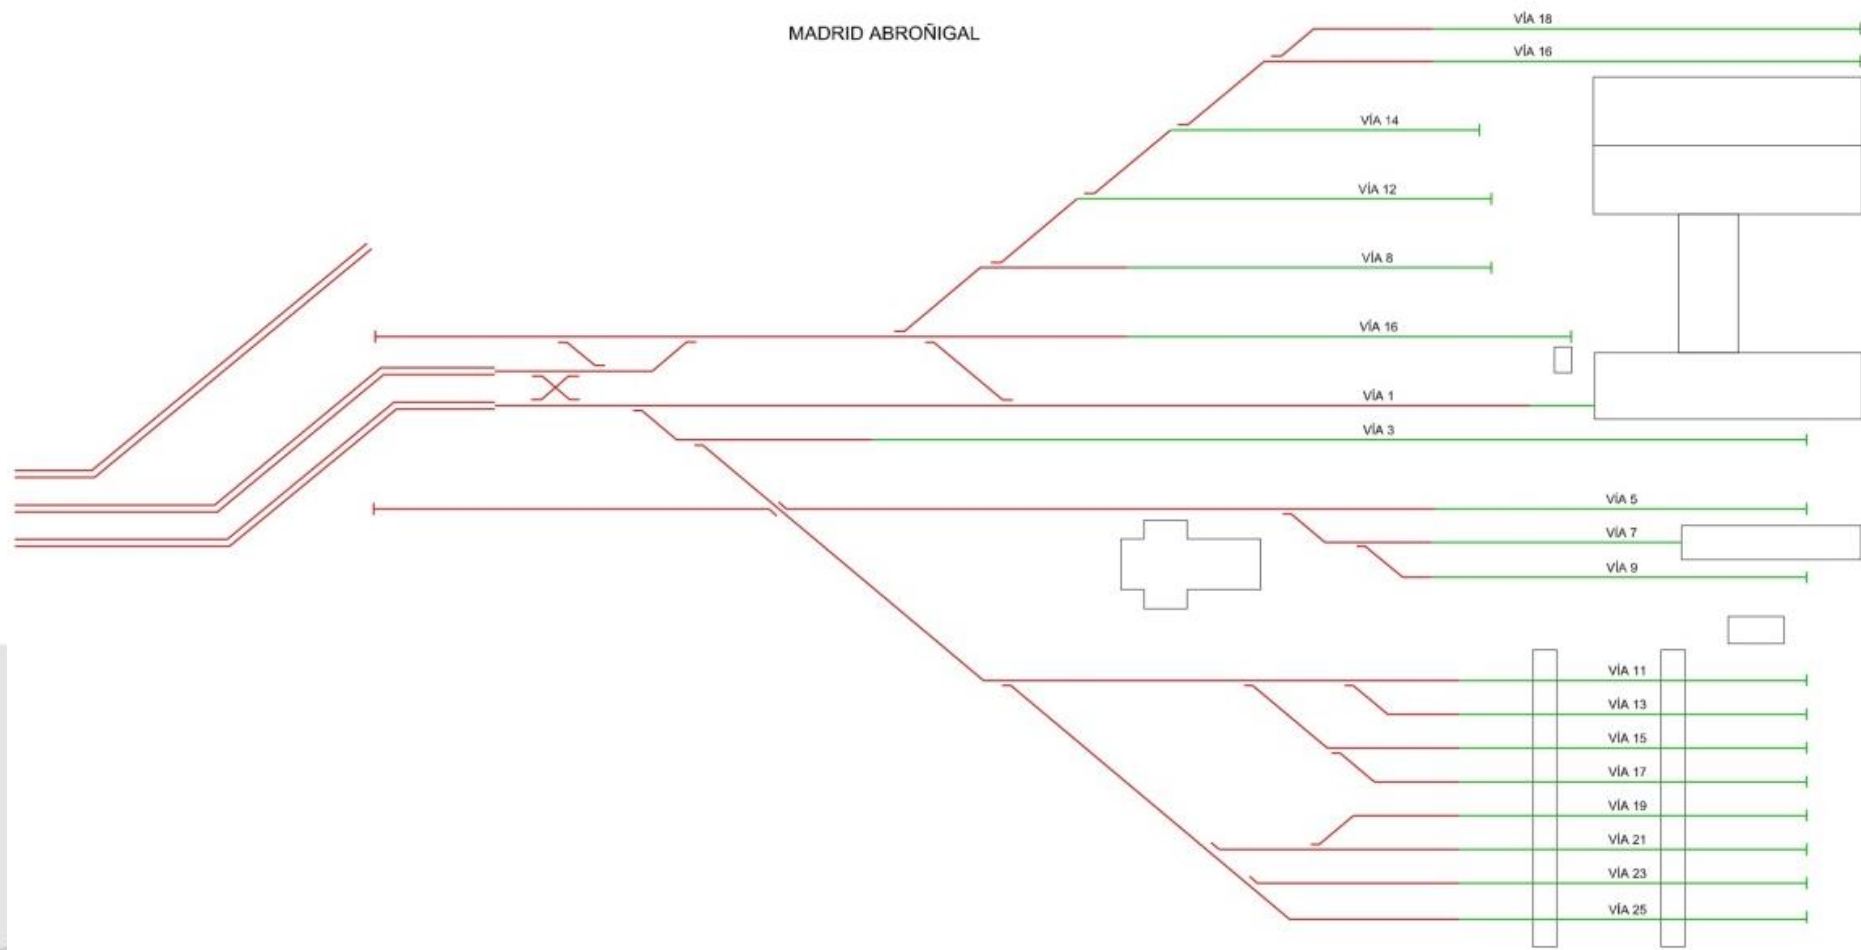 MADRID ABROÑIGAL
VÍA 18
VÍA 16
VÍA 14
VÍA 12
VÍA 8
VÍA 16
VÍA 1
VÍA 3
VÍA 5
VÍA 7
VÍA 9
VÍA 11
VÍA 13
VÍA 15
VÍA 17
VÍA 19
VÍA 21
VÍA 23
VÍA 25